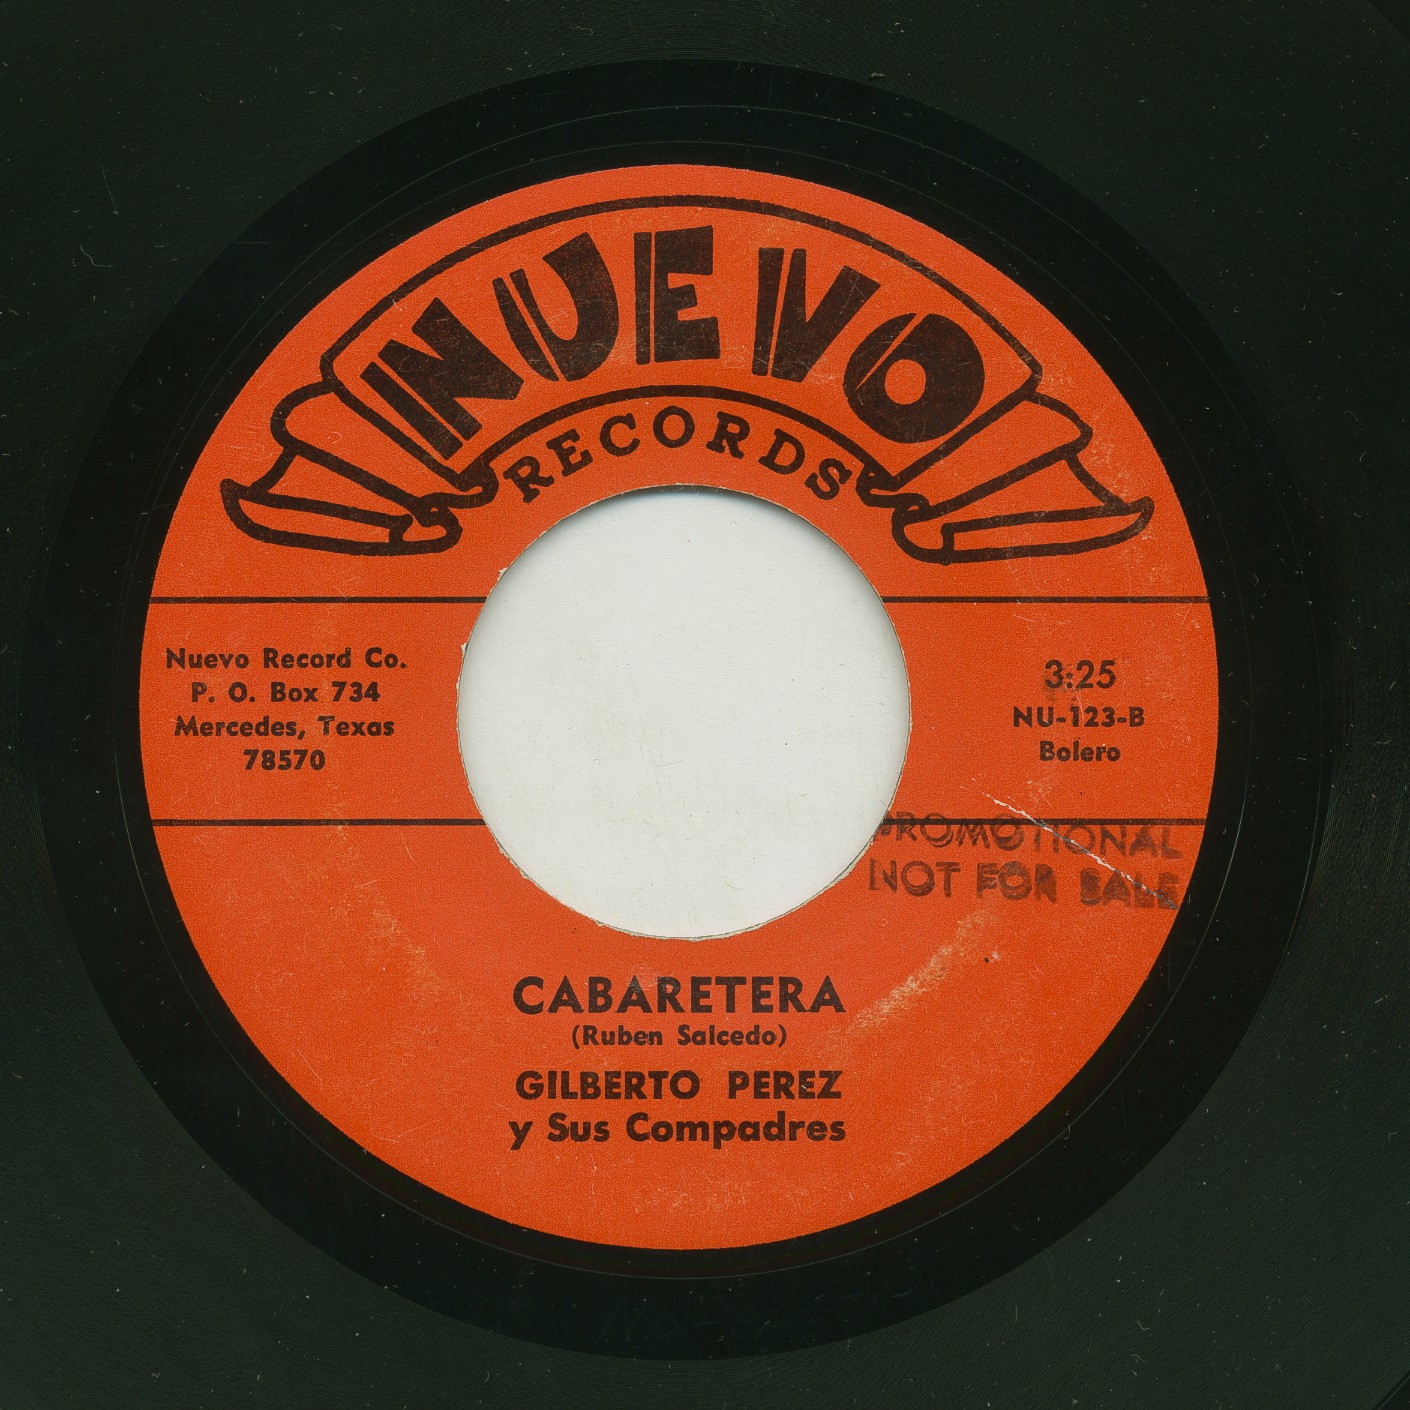 NUEVO
RECORDS
Nuevo Record Co.
P. O. Box 734
Mercedes, Texas
78570
3:25
NU-123-B
Bolero
PROMOTIONAL
NOT FOR SALE
CABARETERA
(Ruben Salcedo)
GILBERTO PEREZ
y Sus Compadres